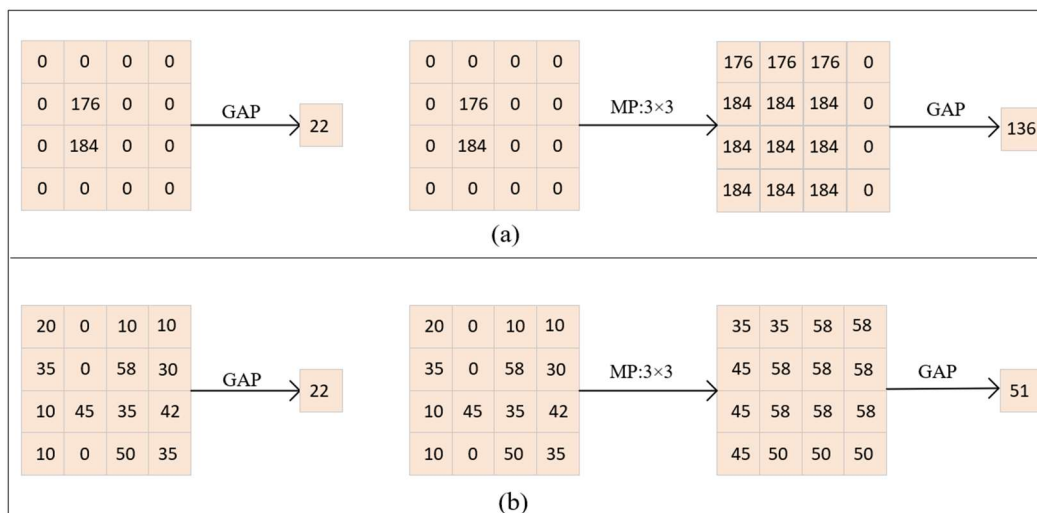 0 0 0 0 0 0 0 0 176 176 176 0
0 176 0 0 GAP 22 0 176 0 0 MP:3×3 184 184 184 0 GAP 136
0 184 0 0 0 184 0 0 184 184 184 0
0 0 0 0 0 0 0 0 184 184 184 0
(a)
20 0 10 10 20 0 10 10 35 35 58 58
35 0 58 30 GAP 22 35 0 58 30 MP:3×3 45 58 58 58 GAP 51
10 45 35 42 10 45 35 42 45 58 58 58
10 0 50 35 10 0 50 35 45 50 50 50
(b)